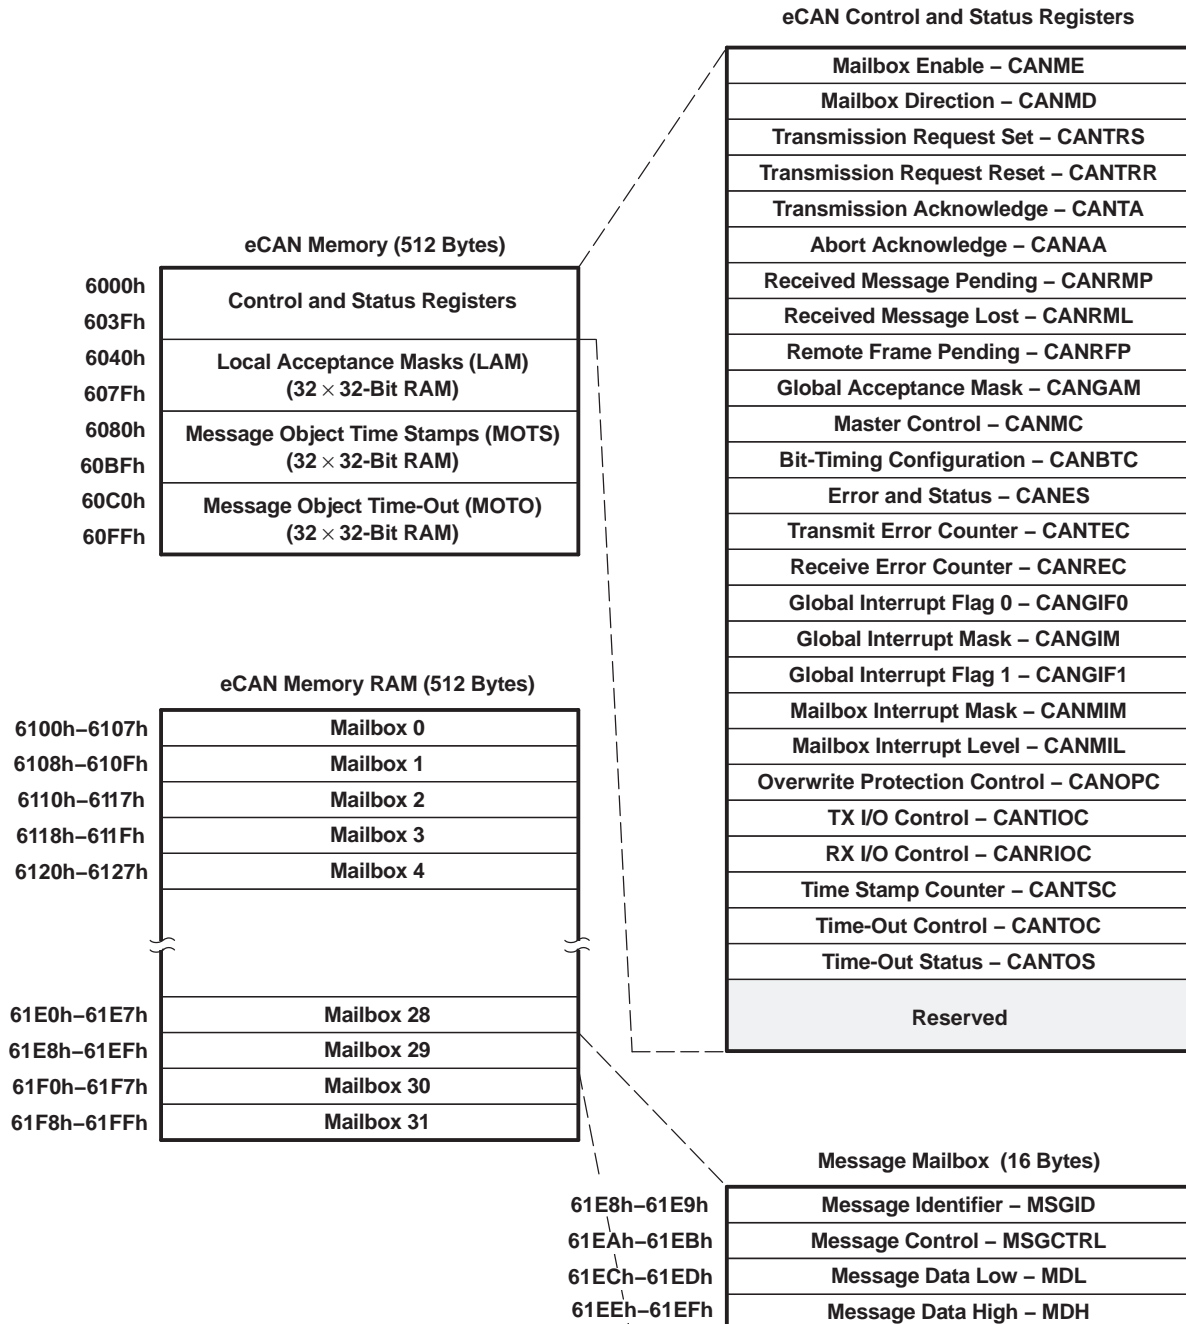 eCAN Control and Status Registers
Mailbox Enable – CANME
Mailbox Direction – CANMD
Transmission Request Set – CANTRS
Transmission Request Reset – CANTRR
Transmission Acknowledge – CANTA
Abort Acknowledge – CANAA
Received Message Pending – CANRMP
Received Message Lost – CANRML
Remote Frame Pending – CANRFP
Global Acceptance Mask – CANGAM
Master Control – CANMC
Bit-Timing Configuration – CANBTC
Error and Status – CANES
Transmit Error Counter – CANTEC
Receive Error Counter – CANREC
Global Interrupt Flag 0 – CANGIF0
Global Interrupt Mask – CANGIM
Global Interrupt Flag 1 – CANGIF1
Mailbox Interrupt Mask – CANMIM
Mailbox Interrupt Level – CANMIL
Overwrite Protection Control – CANOPC
TX I/O Control – CANTIOC
RX I/O Control – CANRIOC
Time Stamp Counter – CANTSC
Time-Out Control – CANTOC
Time-Out Status – CANTOS
Reserved
eCAN Memory (512 Bytes)
6000h
Control and Status Registers
603Fh
6040h
Local Acceptance Masks (LAM)
(32 × 32-Bit RAM)
607Fh
6080h
Message Object Time Stamps (MOTS)
(32 × 32-Bit RAM)
60BFh
60C0h
Message Object Time-Out (MOTO)
(32 × 32-Bit RAM)
60FFh
eCAN Memory RAM (512 Bytes)
6100h–6107h Mailbox 0
6108h–610Fh Mailbox 1
6110h–6117h Mailbox 2
6118h–611Fh Mailbox 3
6120h–6127h Mailbox 4
61E0h–61E7h Mailbox 28
61E8h–61EFh Mailbox 29
61F0h–61F7h Mailbox 30
61F8h–61FFh Mailbox 31
Message Mailbox (16 Bytes)
61E8h–61E9h Message Identifier – MSGID
61EAh–61EBh Message Control – MSGCTRL
61ECh–61EDh Message Data Low – MDL
61EEh–61EFh Message Data High – MDH